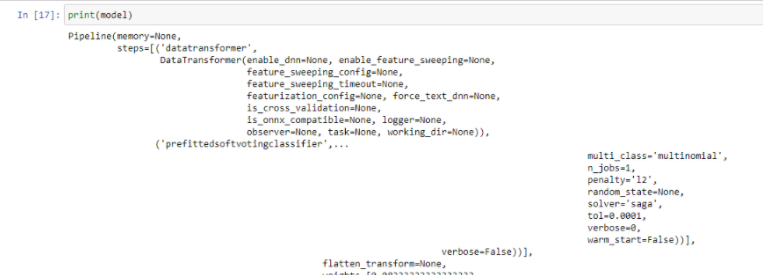 In [17]: print(model)
Pipeline(memory=None,
steps=[('datatransformer',
DataTransformer(enable_dnn=None, enable_feature_sweeping=None,
feature_sweeping_config=None,
feature_sweeping_timeout=None,
featurization_config=None, force_text_dnn=None,
is_cross_validation=None,
is_onnx_compatible=None, logger=None,
observer=None, task=None, working_dir=None)),
('prefittedsoftvotingclassifier',...
multi_class='multinomial',
n_jobs=1,
penalty='l2',
random_state=None,
solver='saga',
tol=0.0001,
verbose=0,
warm_start=False))],
verbose=False))],
flatten_transform=None,